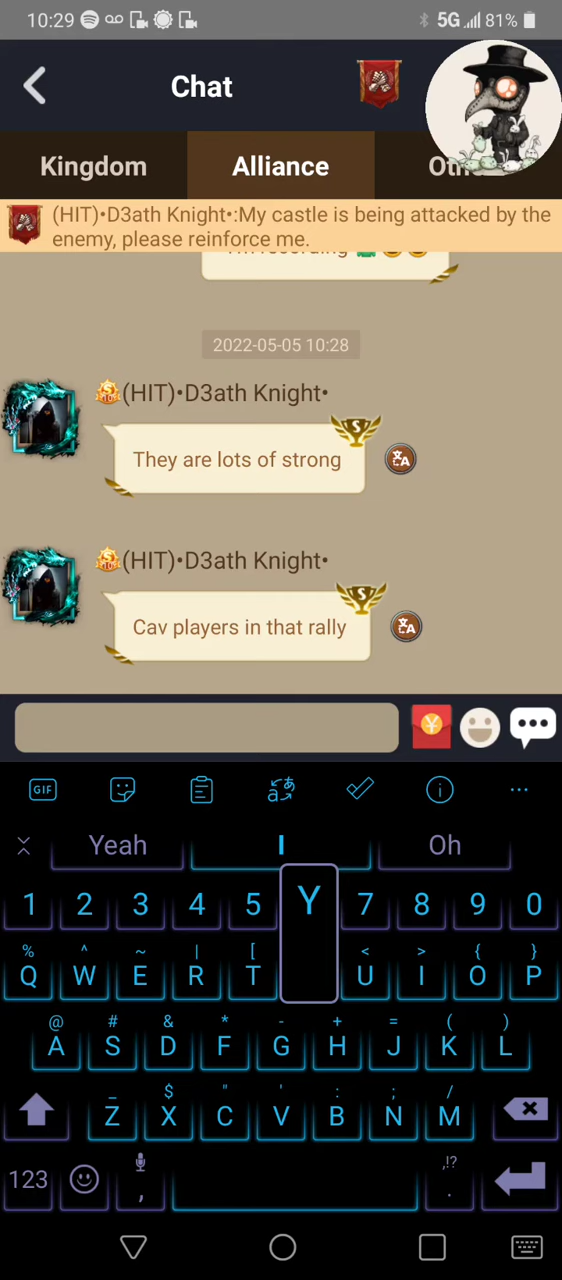 10:29
5G 81%
Chat
Kingdom Alliance
(HIT)•D3ath Knight•:My castle is being attacked by the
enemy, please reinforce me.
2022-05-05 10:28
(HIT)•D3ath Knight•
They are lots of strong
(HIT)•D3ath Knight•
Cav players in that rally
GIF
Yeah I Oh
1 2 3 4 5 Y 7 8 9 0
% ^ ~ | [ < > { }
Q W E R T U I O P
@ # & * - + = ( )
A S D F G H J K L
_ $ " ' : ; /
Z X C V B N M
,!?
123 , .